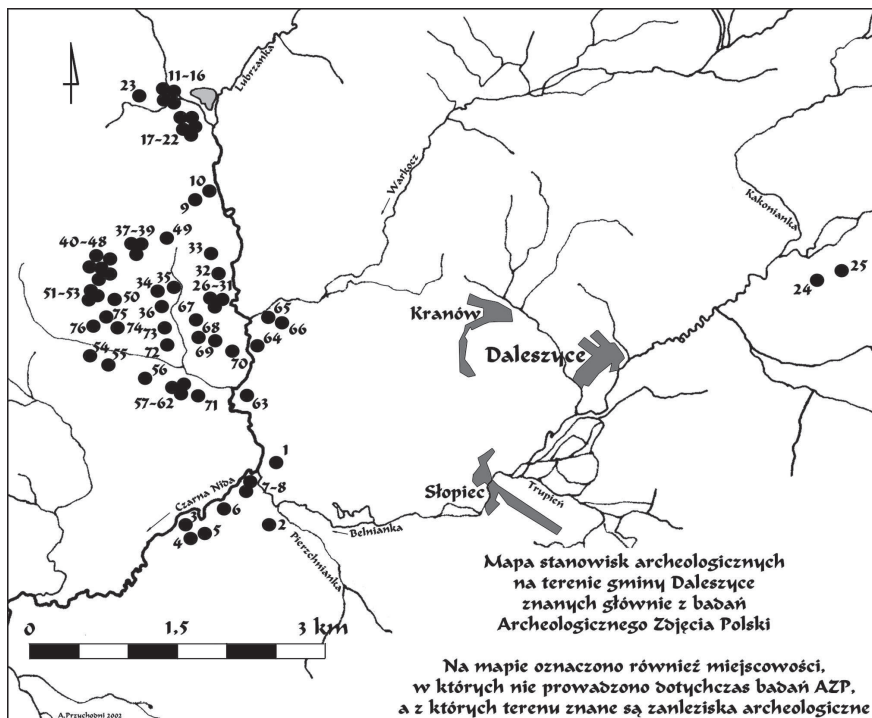 11-16
23
Lubrzanka
17-22
10
9
Warkocz
Kakonianka
37-39
49
40-48
33
25
24
34
35
32
26-31
51-53
50
36
67
65
66
Kranów
75
76
74
73
68
64
Daleszyce
54
55
72
69
70
56
57-62
71
63
1
Czarna Nida
7-8
Słopiec
Trupień
3
6
2
4
5
Belnianka
Pierzchnianka
Mapa stanowisk archeologicznych
na terenie gminy Daleszyce
znanych głównie z badań
Archeologicznego Zdjęcia Polski
0 1,5 3 km
Na mapie oznaczono również miejscowości,
w których nie prowadzono dotychczas badań AZP,
a z których terenu znane są zanleziska archeologiczne
A.Przychodni 2002